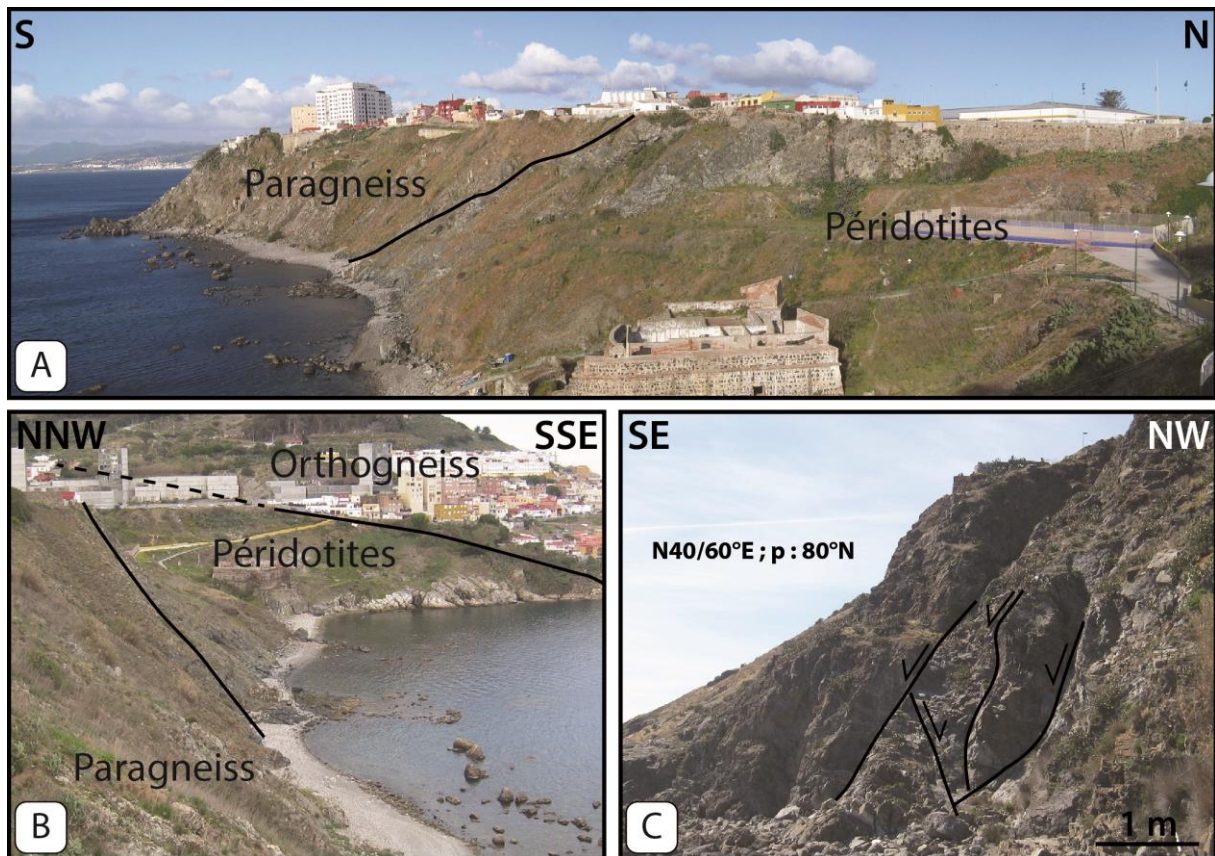 S
N
Paragneiss
Péridotites
A
NNW
SSE
Orthogneiss
Péridotites
Paragneiss
B
SE
NW
N40/60°E ; p : 80°N
C
1 m